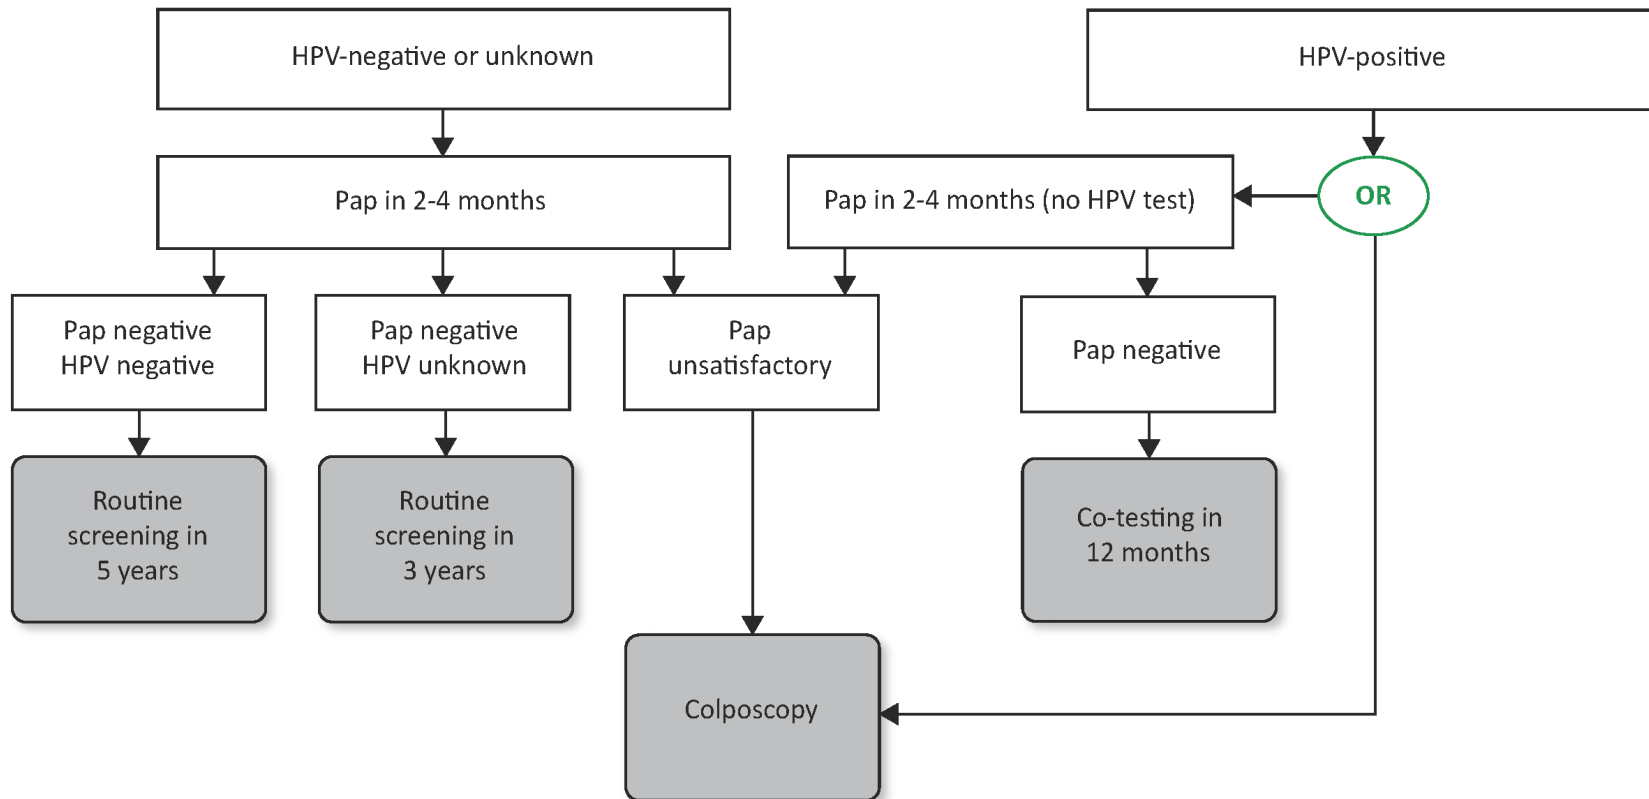 HPV-negative or unknown
HPV-positive
Pap in 2-4 months
Pap in 2-4 months (no HPV test)
OR
Pap negative
HPV negative
Pap negative
HPV unknown
Pap
unsatisfactory
Pap negative
Routine
screening in
5 years
Routine
screening in
3 years
Co-testing in
12 months
Colposcopy